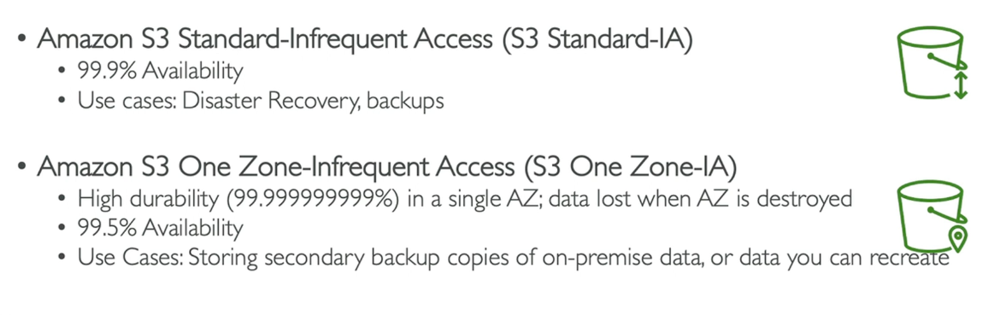 • Amazon S3 Standard-Infrequent Access (S3 Standard-IA)
• 99.9% Availability
• Use cases: Disaster Recovery, backups
• Amazon S3 One Zone-Infrequent Access (S3 One Zone-IA)
• High durability (99.999999999%) in a single AZ; data lost when AZ is destroyed
• 99.5% Availability
• Use Cases: Storing secondary backup copies of on-premise data, or data you can recreate